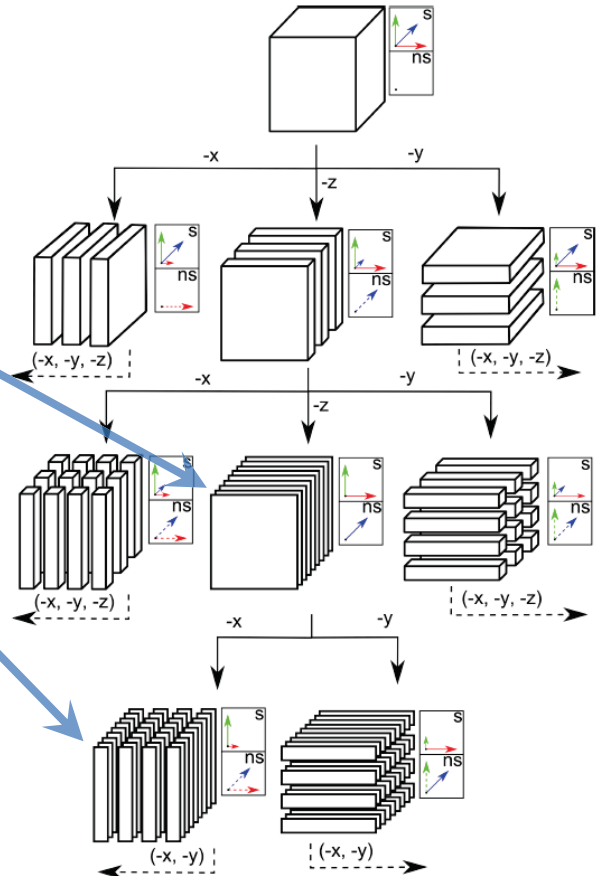 s
ns
-x
-z
-y
s
ns
s
ns
s
ns
(-x, -y, -z)
(-x, -y, -z)
-x
-z
-y
s
ns
s
ns
s
ns
(-x, -y, -z)
(-x, -y, -z)
-x
-y
s
ns
s
ns
(-x, -y)
(-x, -y)